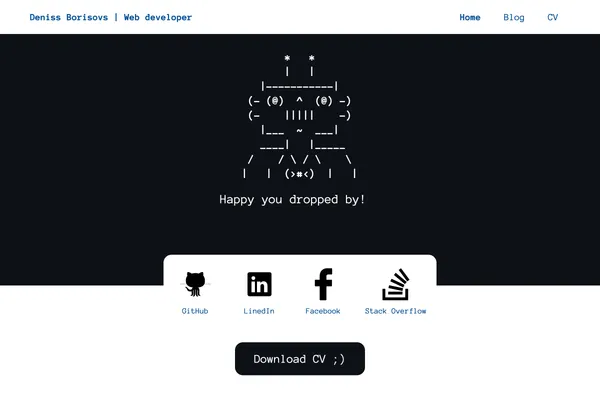 Deniss Borisovs | Web developer
Home
Blog
CV
*   *
|   |
|-----------|
(- (@)  ^  (@) -)
(-    |||||    -)
|___  ~  ___|
____|   |_____
/    / \ / \    \
|   |  (>#<)  |   |
Happy you dropped by!
GitHub
LinedIn
Facebook
Stack Overflow
Download CV ;)